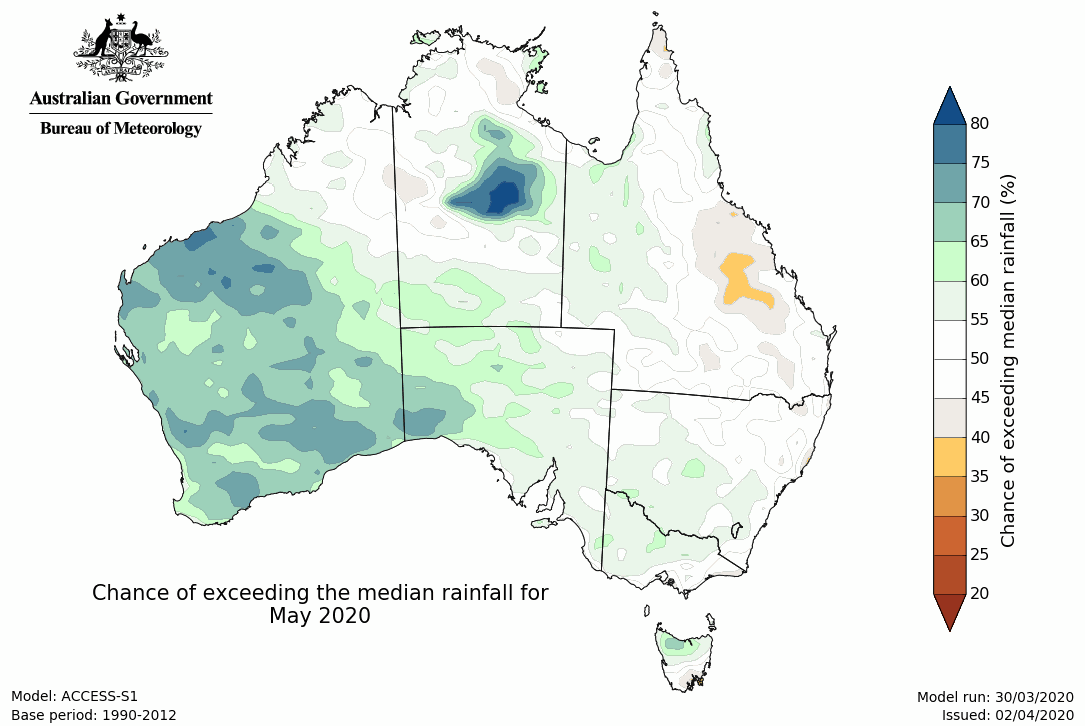 Australian Government
Bureau of Meteorology
80
75
70
65
60
55
50
45
40
35
30
25
20
Chance of exceeding median rainfall (%)
Chance of exceeding the median rainfall for
May 2020
Model: ACCESS-S1
Base period: 1990-2012
Model run: 30/03/2020
Issued: 02/04/2020